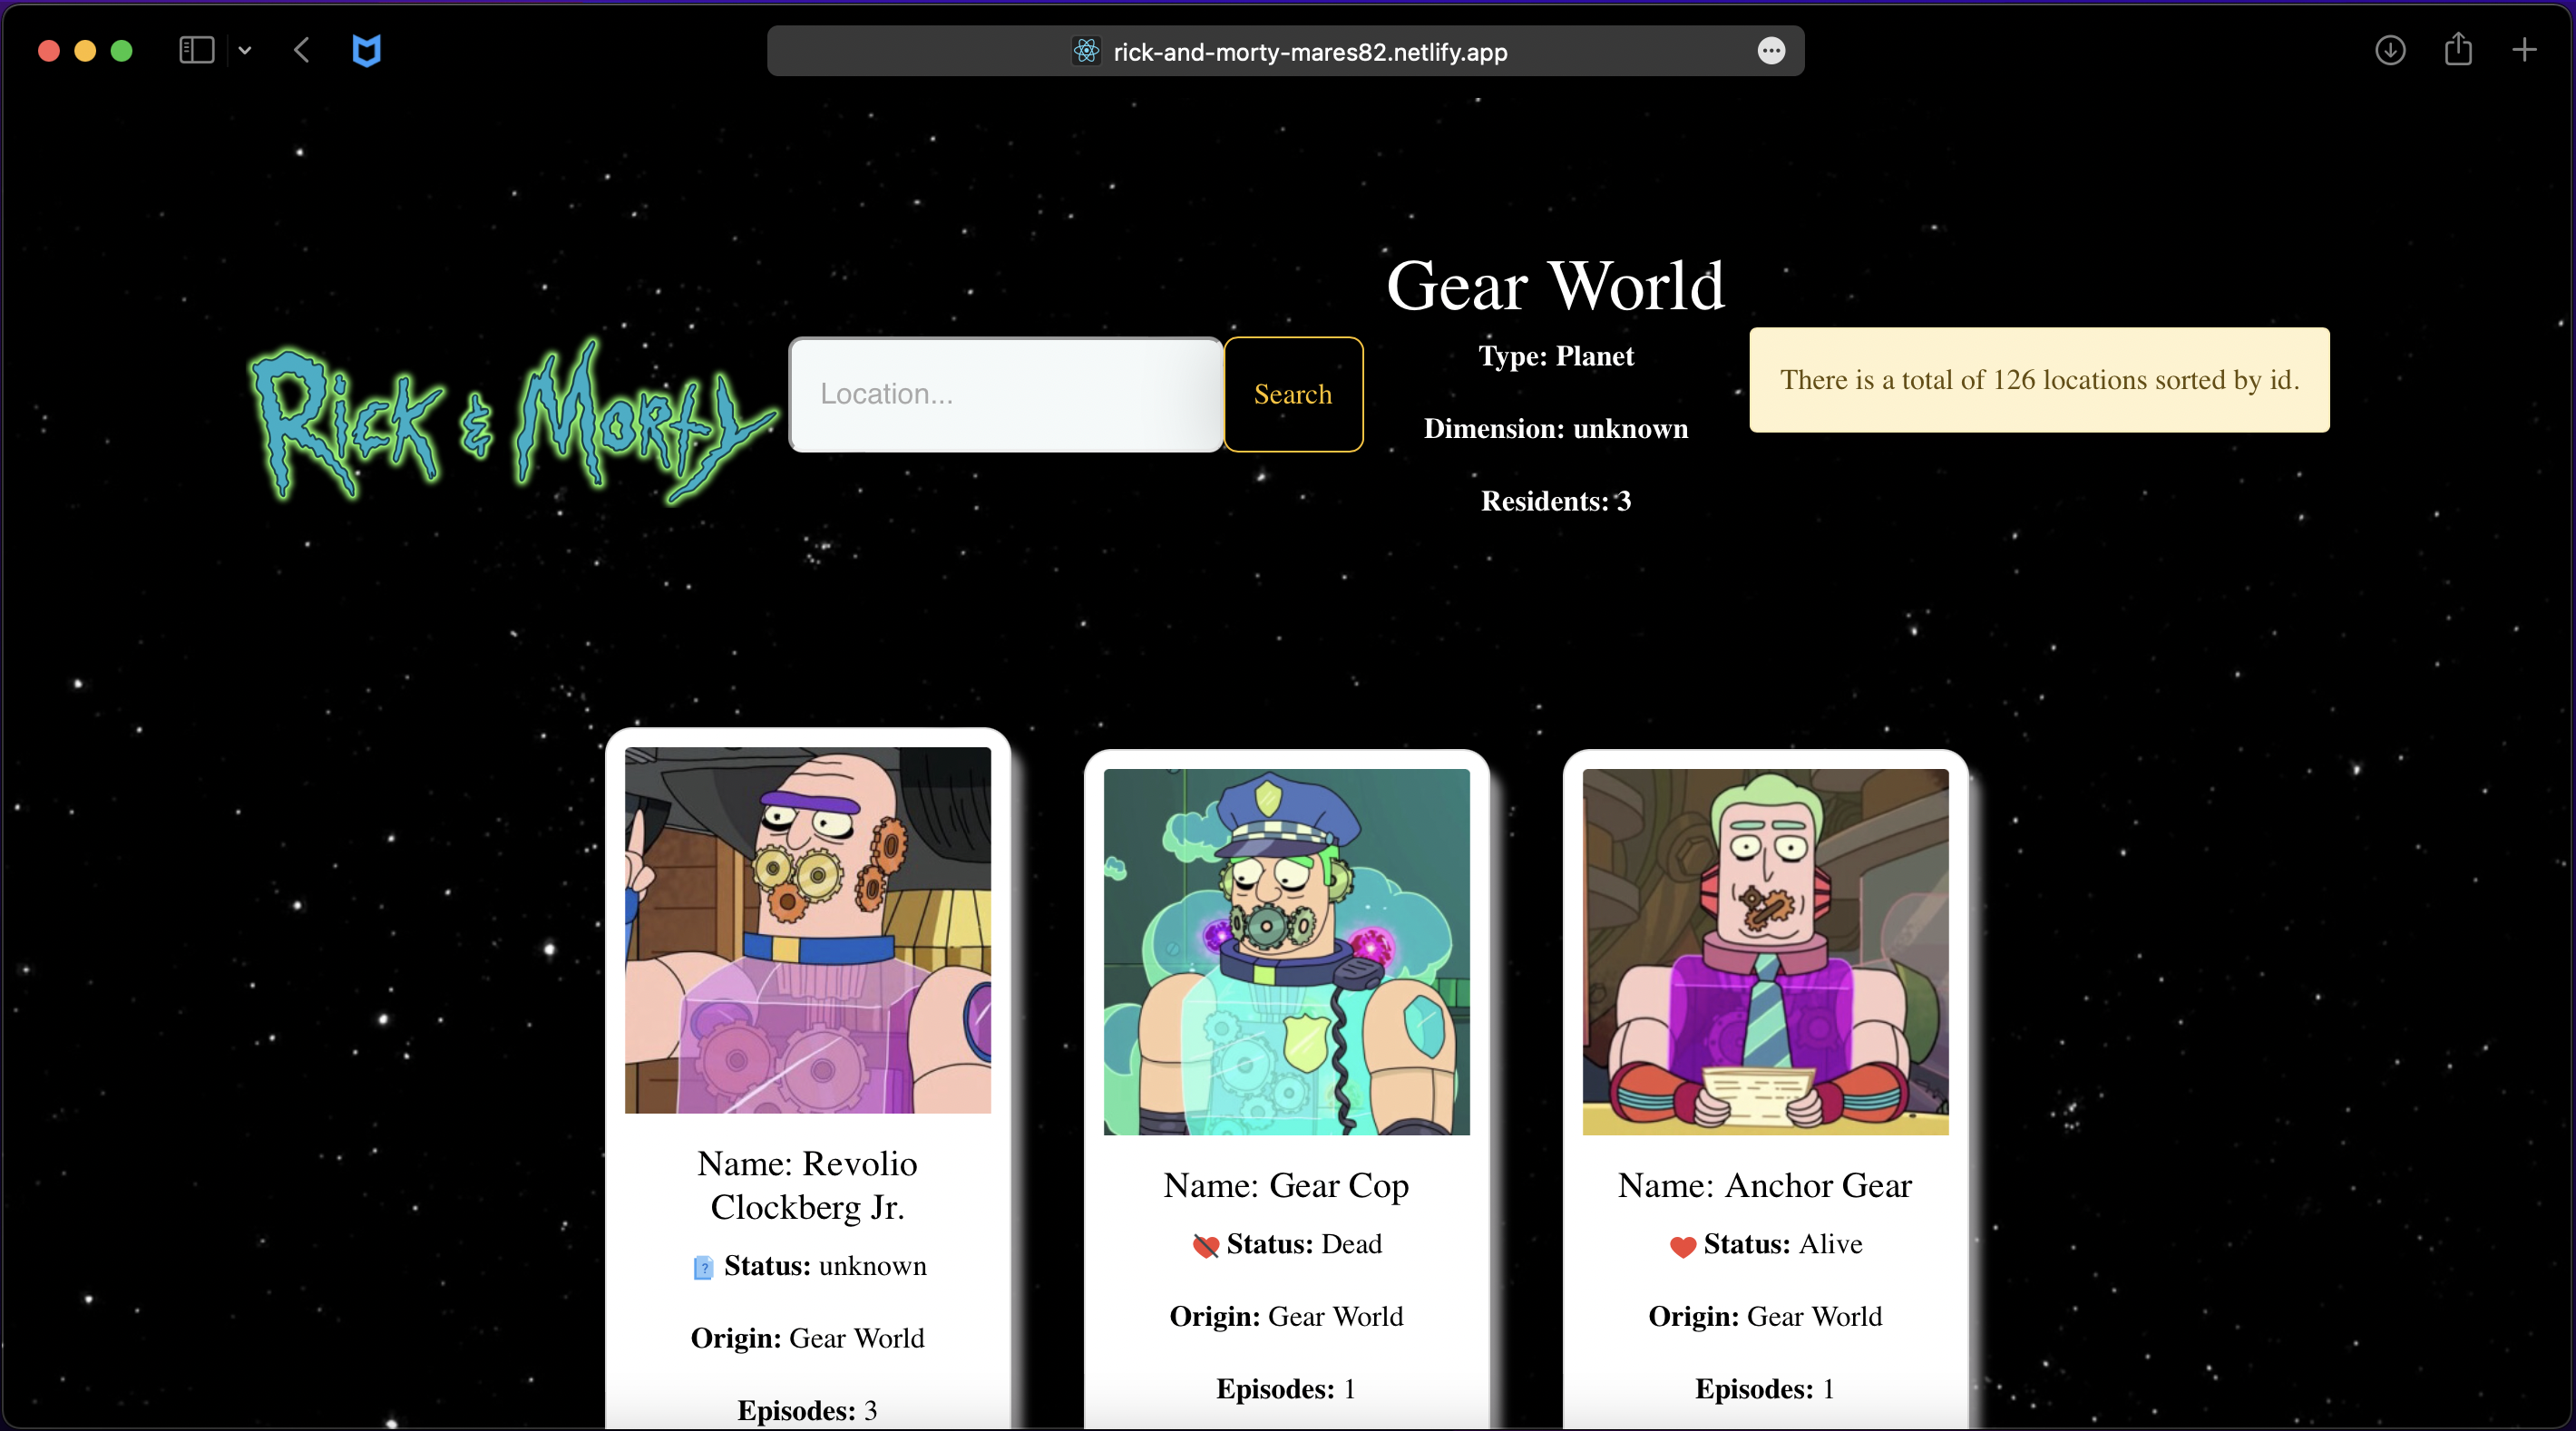 rick-and-morty-mares82.netlify.app
Rick & Morty
Location...
Search
Gear World
Type: Planet
Dimension: unknown
Residents: 3
There is a total of 126 locations sorted by id.
Name: Revolio
Clockberg Jr.
? Status: unknown
Origin: Gear World
Episodes: 3
Name: Gear Cop
Status: Dead
Origin: Gear World
Episodes: 1
Name: Anchor Gear
Status: Alive
Origin: Gear World
Episodes: 1